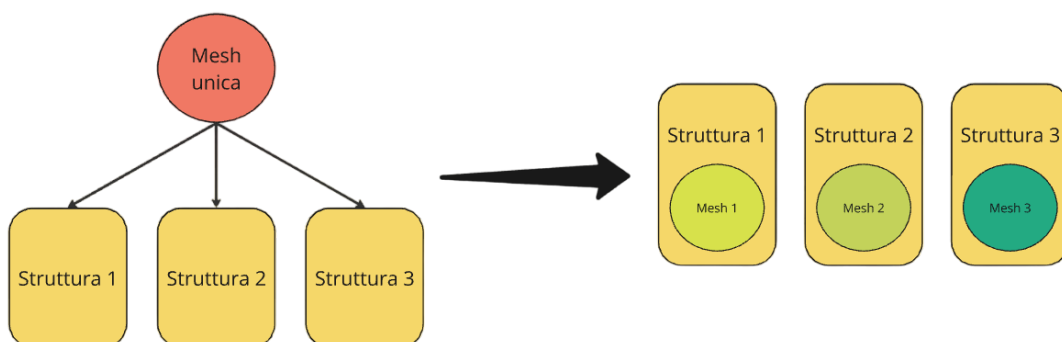 Mesh
unica
Struttura 1
Struttura 2
Struttura 3
Struttura 1
Struttura 2
Struttura 3
Mesh 1
Mesh 2
Mesh 3